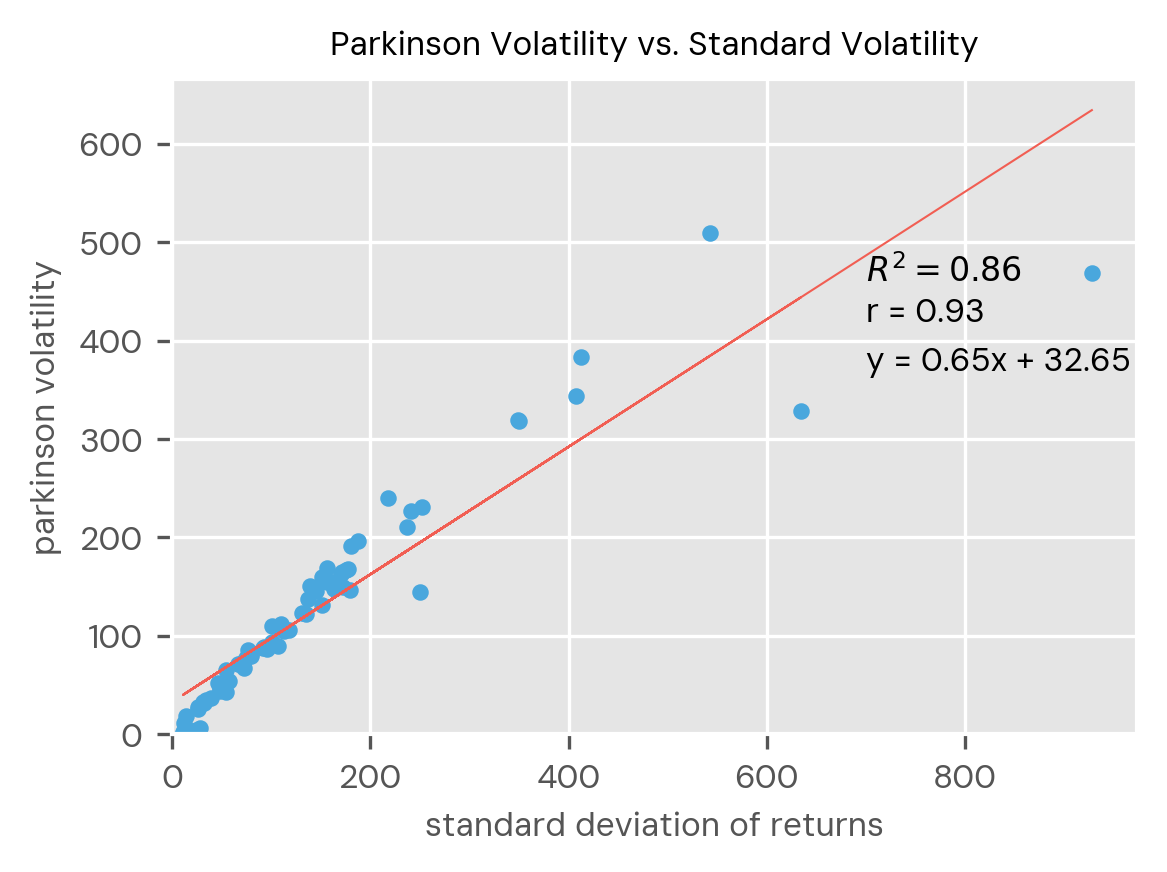 Parkinson Volatility vs. Standard Volatility
600
500
400
300
200
100
0
parkinson volatility
R² = 0.86
r = 0.93
y = 0.65x + 32.65
0 200 400 600 800
standard deviation of returns